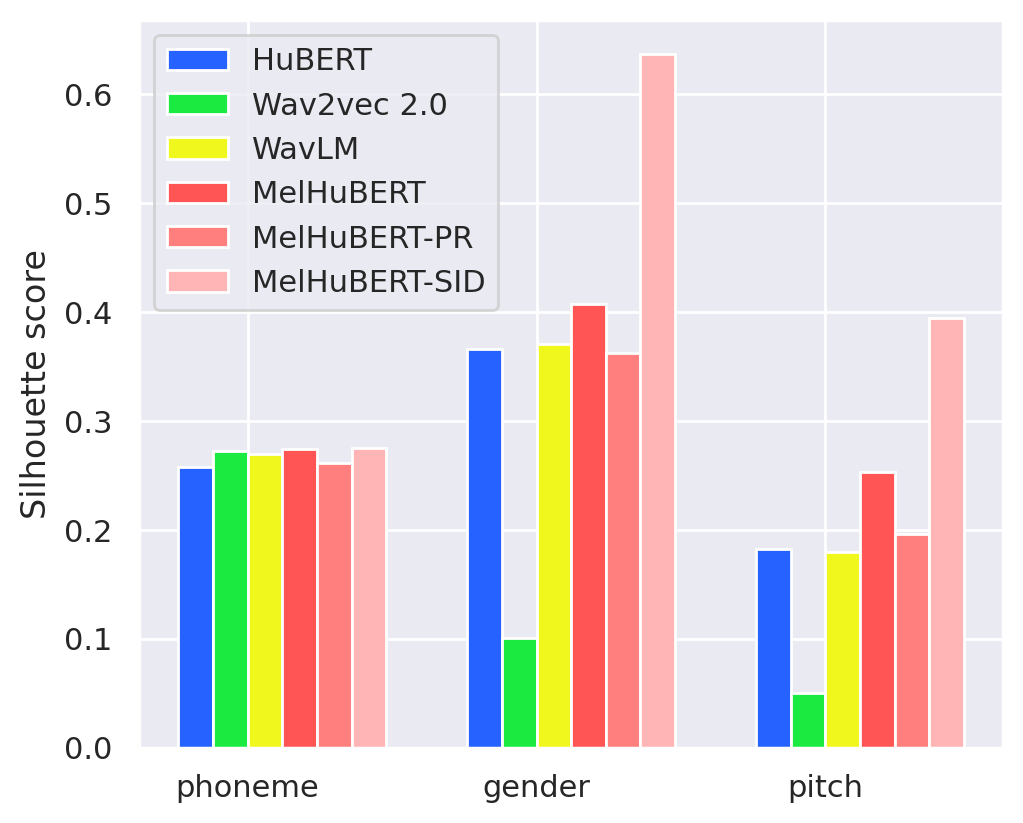 HuBERT
Wav2vec 2.0
WavLM
MelHuBERT
MelHuBERT-PR
MelHuBERT-SID
Silhouette score
0.6
0.5
0.4
0.3
0.2
0.1
0.0
phoneme gender pitch